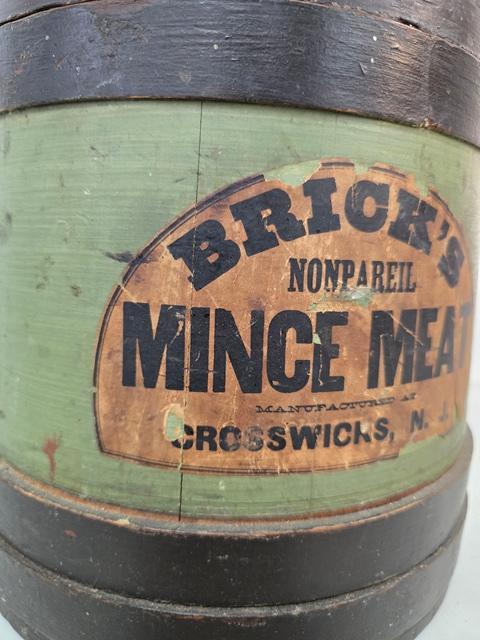 BRICK'S
NONPAREIL
MINCE MEAT
MANUFACTURED AT
CROSSWICKS, N. J.